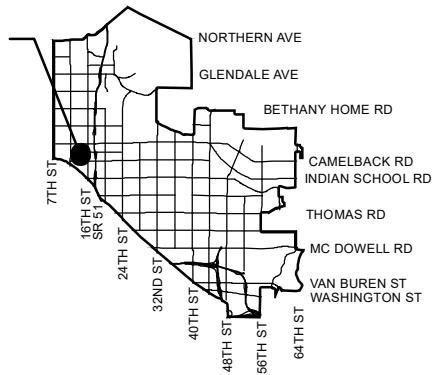 NORTHERN AVE
GLENDALE AVE
BETHANY HOME RD
CAMELBACK RD
INDIAN SCHOOL RD
THOMAS RD
MC DOWELL RD
VAN BUREN ST
WASHINGTON ST
7TH ST
16TH ST
SR 51
24TH ST
32ND ST
40TH ST
48TH ST
56TH ST
64TH ST